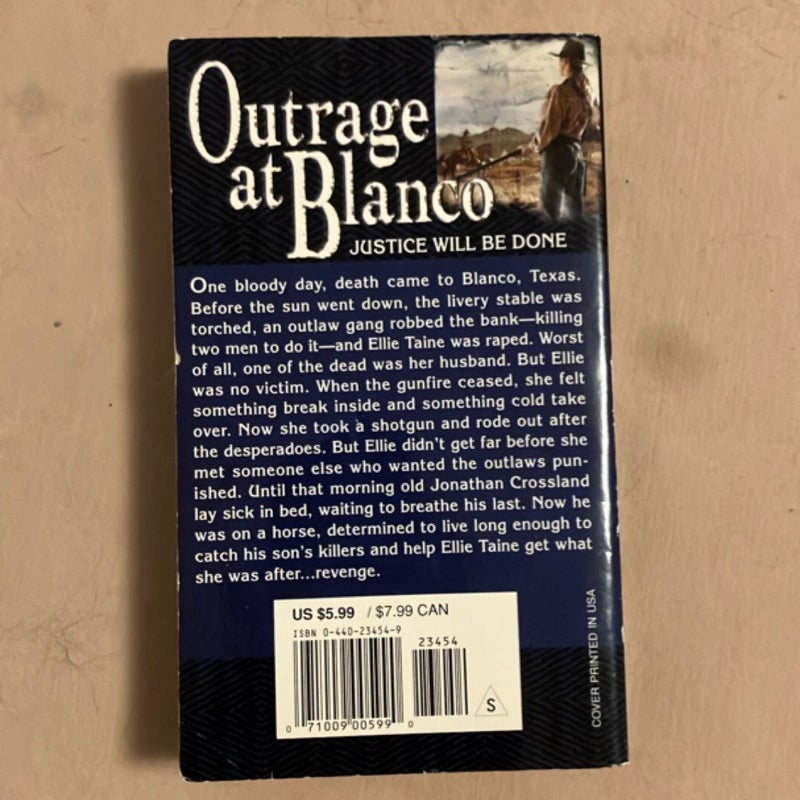 Outrage
at Blanco
JUSTICE WILL BE DONE
One bloody day, death came to Blanco, Texas.
Before the sun went down, the livery stable was
torched, an outlaw gang robbed the bank—killing
two men to do it—and Ellie Taine was raped. Worst
of all, one of the dead was her husband. But Ellie
was no victim. When the gunfire ceased, she felt
something break inside and something cold take
over. Now she took a shotgun and rode out after
the desperadoes. But Ellie didn't get far before she
met someone else who wanted the outlaws pun-
ished. Until that morning old Jonathan Crossland
lay sick in bed, waiting to breathe his last. Now he
was on a horse, determined to live long enough to
catch his son's killers and help Ellie Taine get what
she was after...revenge.
US $5.99 / $7.99 CAN
ISBN 0-440-23454-9
23454
S
0 71009 00599 0
COVER PRINTED IN USA